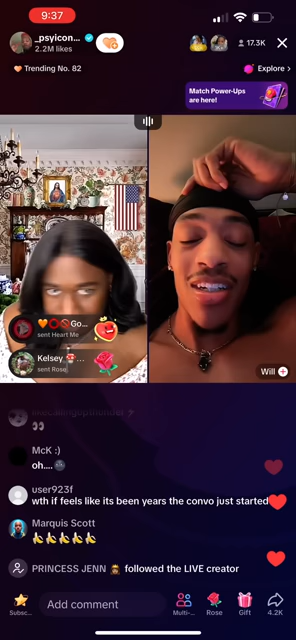 9:37
_psyicon...
2.2M likes
17.3K
Trending No. 82
Explore >
Match Power-Ups
are here!
Go...
sent Heart Me
Kelsey 🍄...
sent Rose
Will
likecallingupthunder ⚡
👀
McK :)
oh....🌚
user923f
wth if feels like its been years the convo just started
Marquis Scott
🍌🍌🍌🍌🍌
PRINCESS JENN 👸🏾 followed the LIVE creator
Subsc...
Add comment
Multi-...
Rose
Gift
4.2K